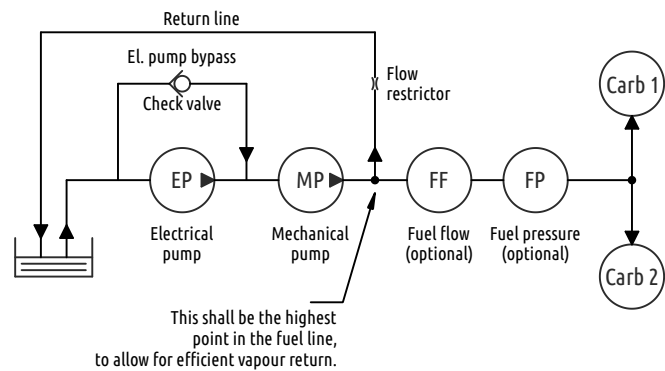 Return line
El. pump bypass
Check valve
Flow
restrictor
Carb 1
EP
MP
FF
FP
Electrical
pump
Mechanical
pump
Fuel flow
(optional)
Fuel pressure
(optional)
Carb 2
This shall be the highest
point in the fuel line,
to allow for efficient vapour return.